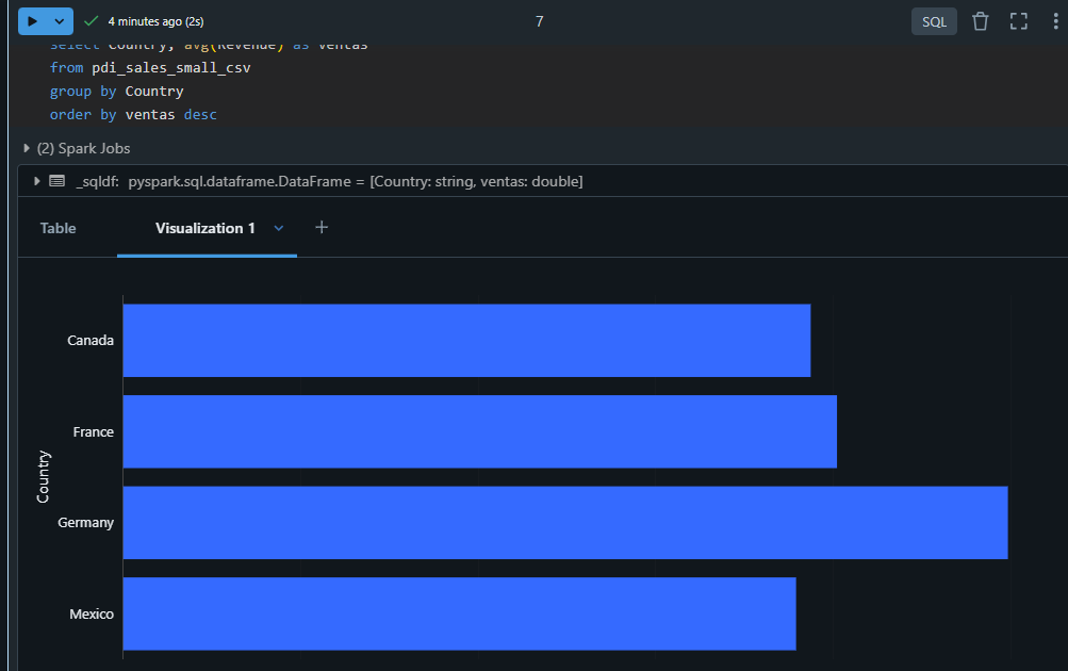 4 minutes ago (2s)
7
SQL
select Country, avg(Revenue) as ventas
from pdi_sales_small_csv
group by Country
order by ventas desc
(2) Spark Jobs
_sqldf: pyspark.sql.dataframe.DataFrame = [Country: string, ventas: double]
Table
Visualization 1
Canada
France
Country
Germany
Mexico